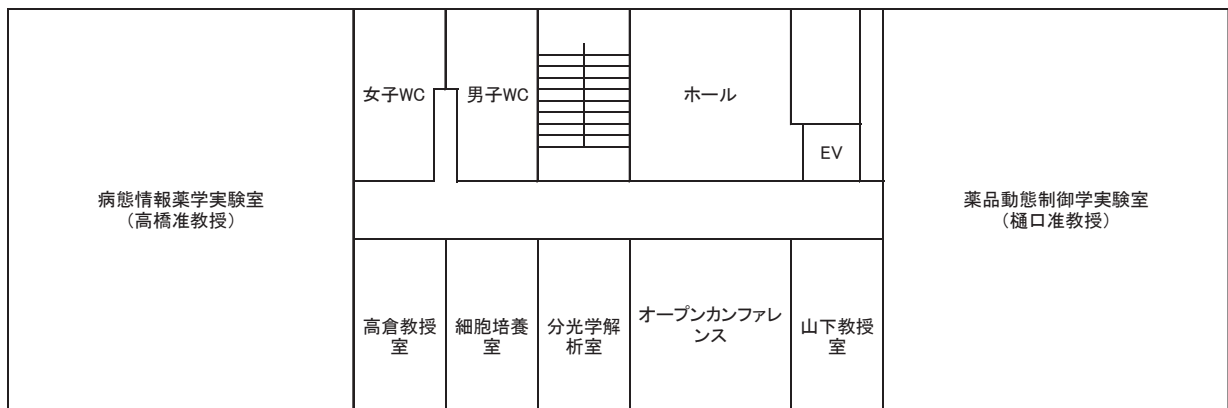 女子WC
男子WC
ホール
EV
病態情報薬学実験室
（高橋准教授）
薬品動態制御学実験室
（樋口准教授）
高倉教授
室
細胞培養
室
分光学解
析室
オープンカンファレ
ンス
山下教授
室